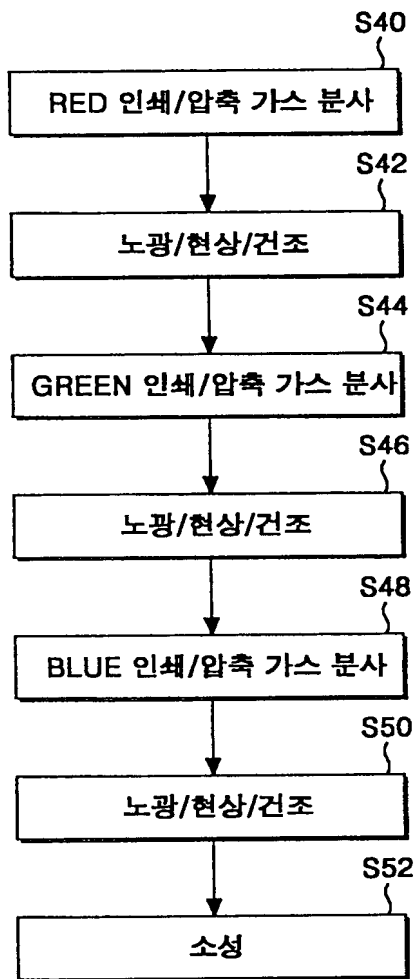 S40
RED 인쇄/압축 가스 분사
S42
노광/현상/건조
S44
GREEN 인쇄/압축 가스 분사
S46
노광/현상/건조
S48
BLUE 인쇄/압축 가스 분사
S50
노광/현상/건조
S52
소성